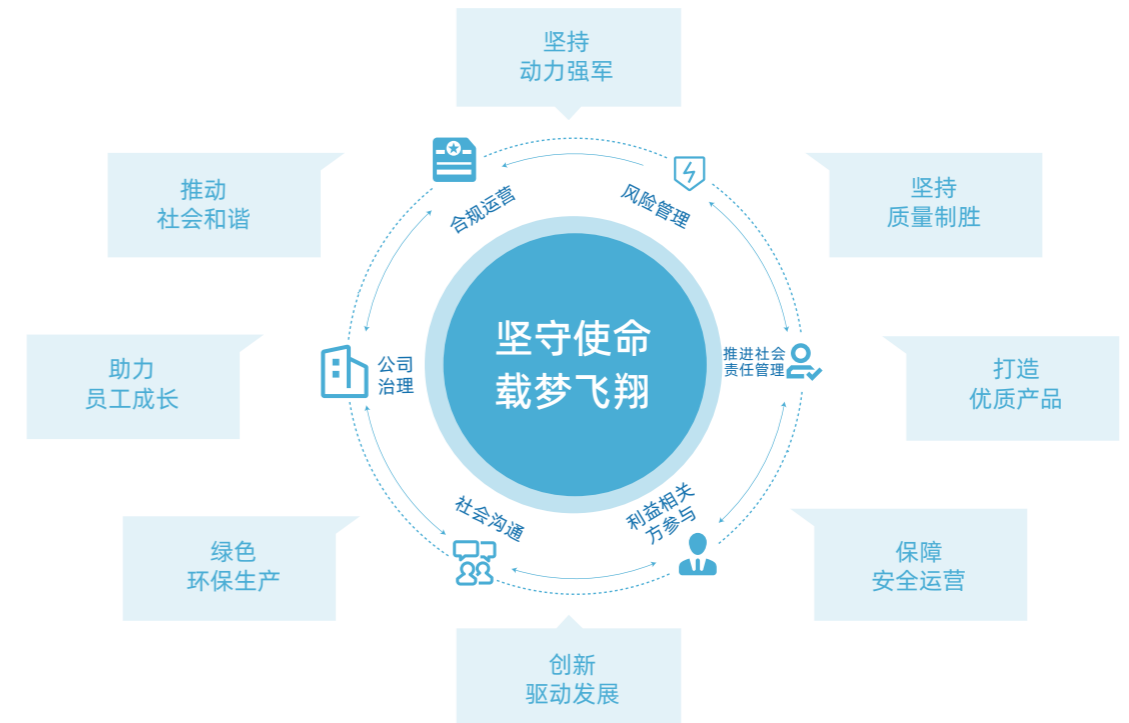 坚持
动力强军
推动
社会和谐
坚持
质量制胜
合规运营
风险管理
坚守使命
载梦飞翔
公司
治理
推进社会
责任管理
助力
员工成长
打造
优质产品
社会沟通
利益相关
方参与
绿色
环保生产
保障
安全运营
创新
驱动发展